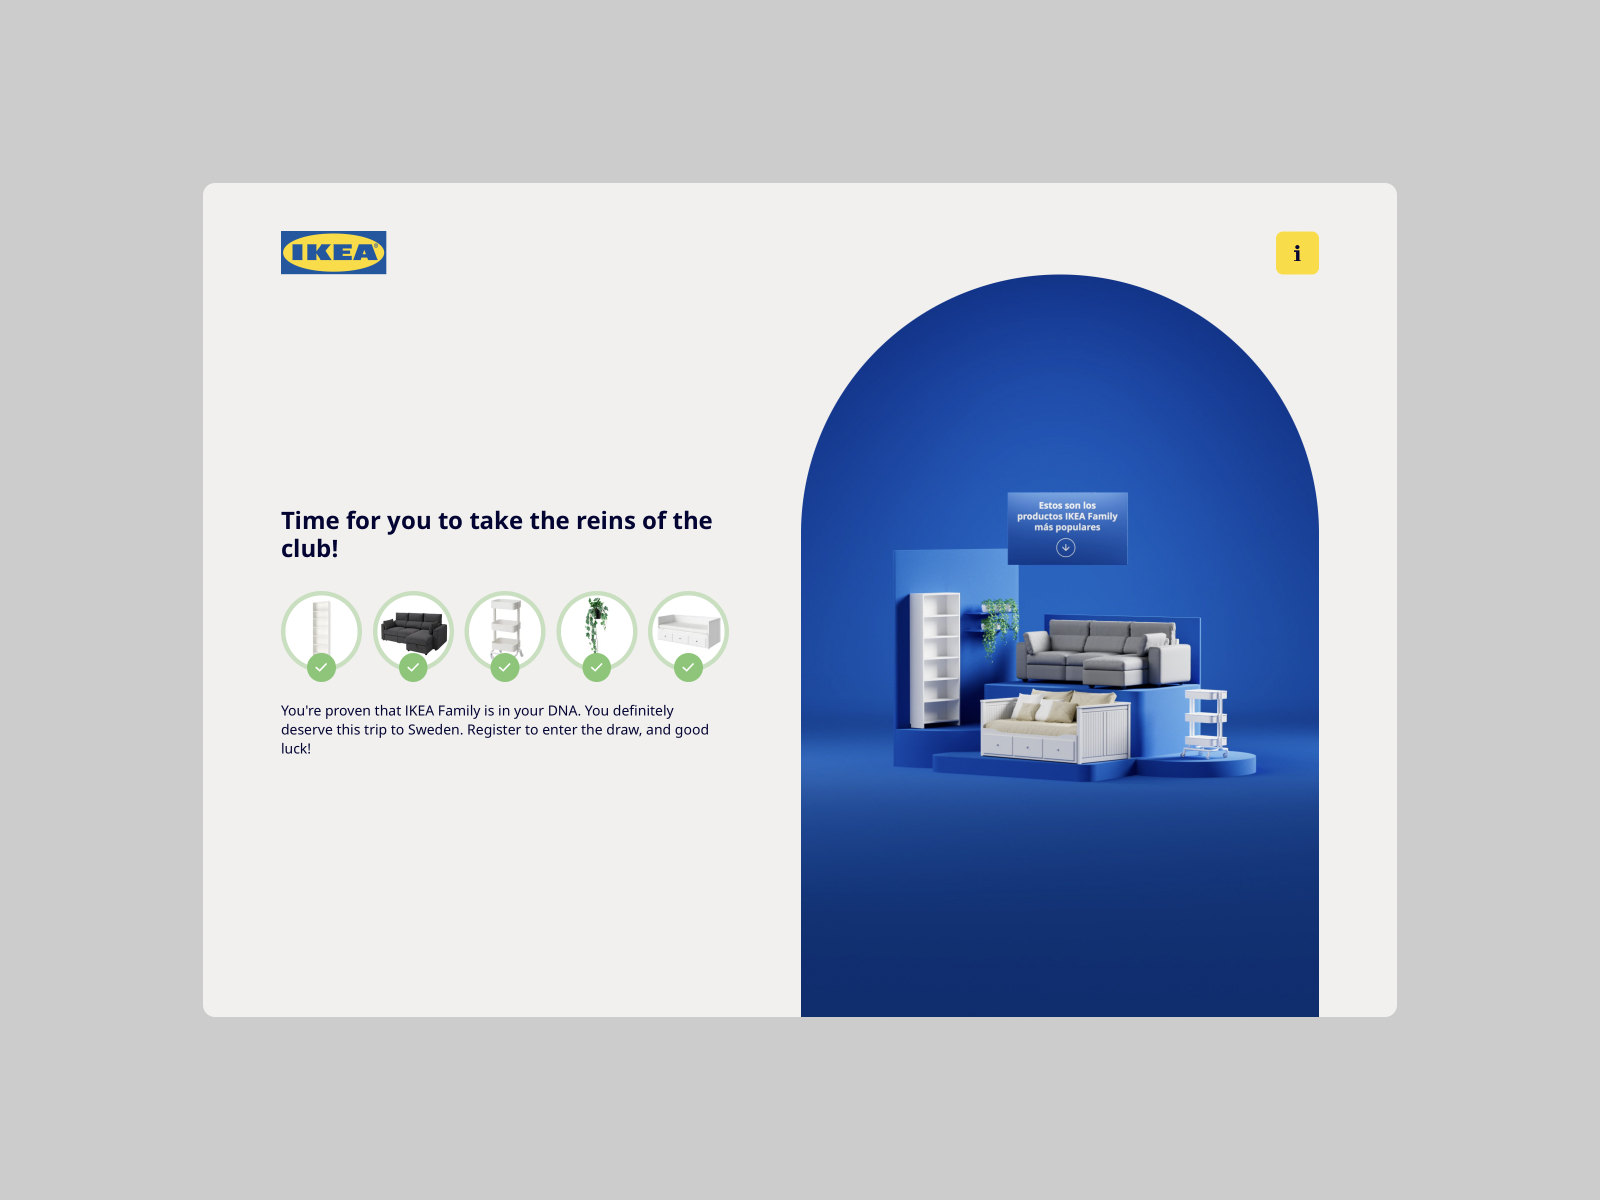 IKEA®
i
Time for you to take the reins of the
club!
You're proven that IKEA Family is in your DNA. You definitely
deserve this trip to Sweden. Register to enter the draw, and good
luck!
Estos son los
productos IKEA Family
más populares